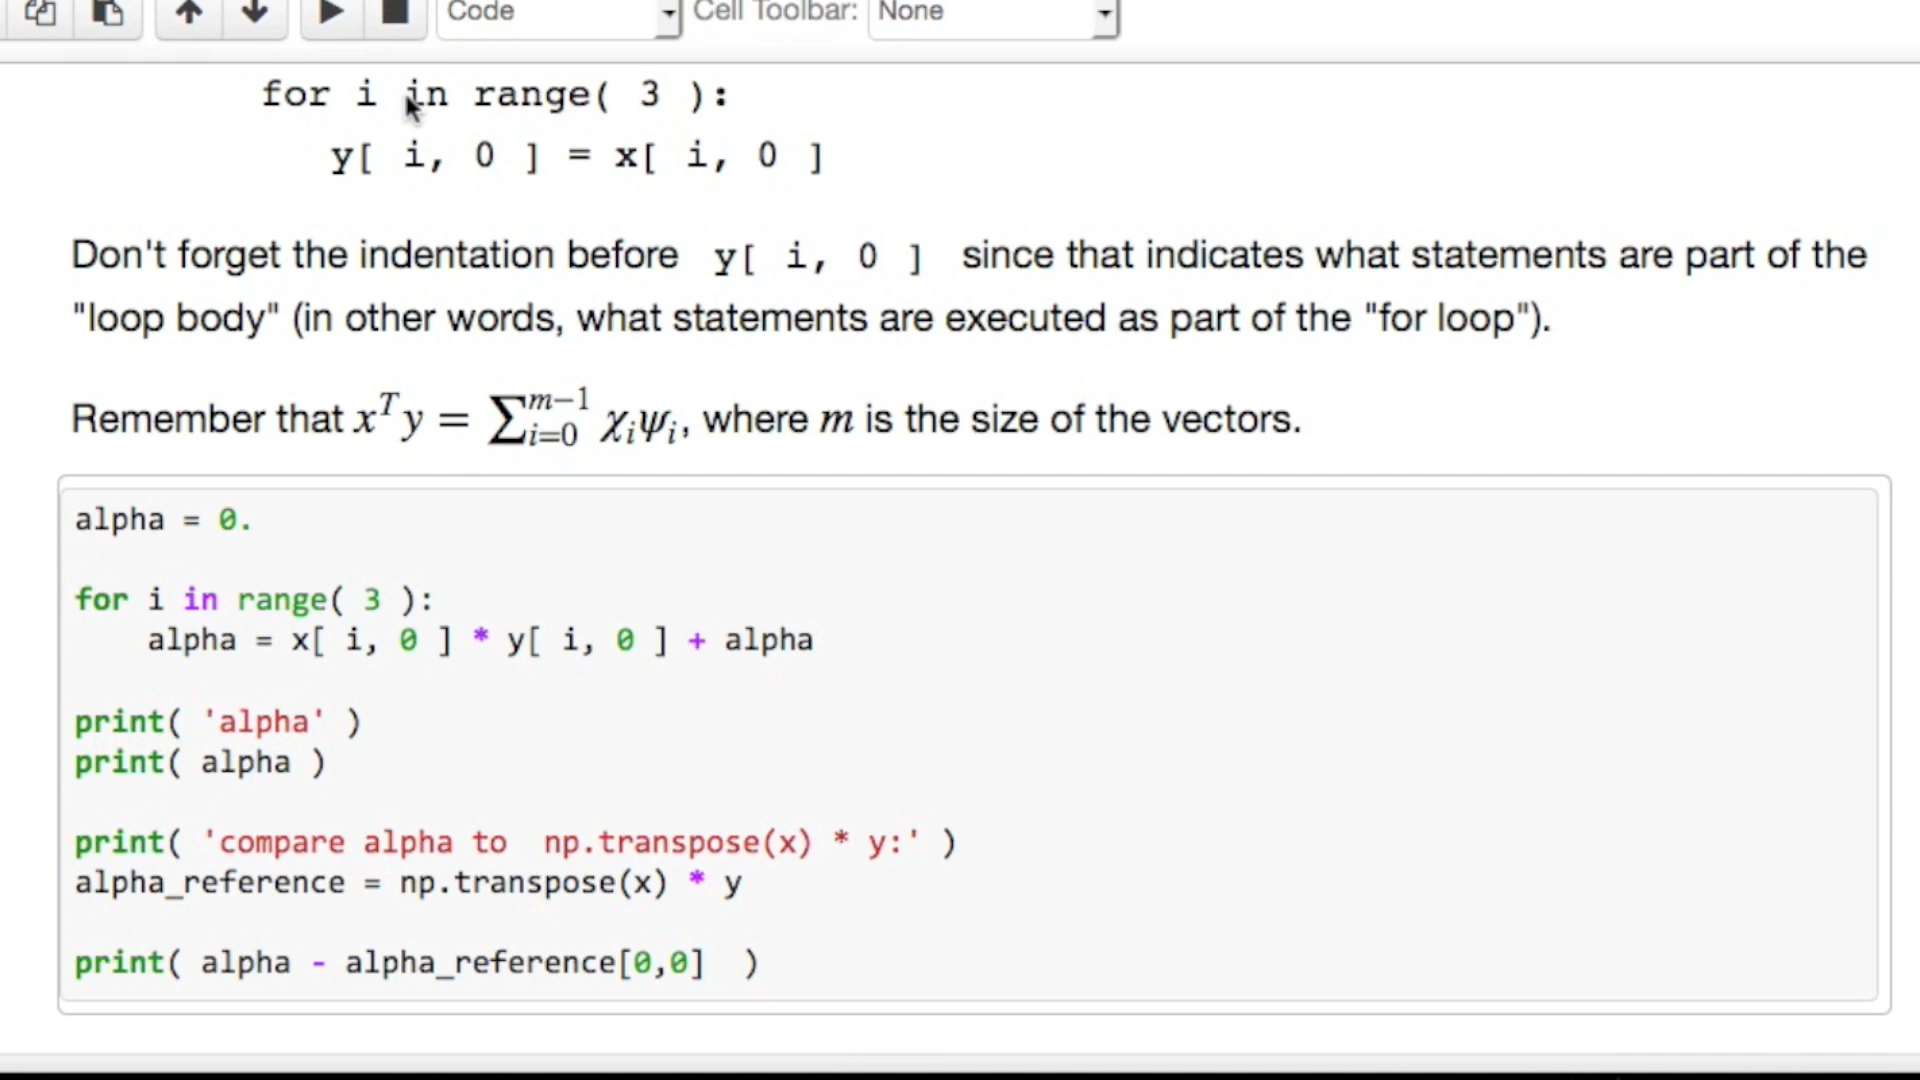 Code Cell Toolbar: None
for i in range( 3 ):
y[ i, 0 ] = x[ i, 0 ]
Don't forget the indentation before y[ i, 0 ] since that indicates what statements are part of the
"loop body" (in other words, what statements are executed as part of the "for loop").
Remember that x^T y = ∑_{i=0}^{m−1} χ_i ψ_i, where m is the size of the vectors.
alpha = 0.
for i in range( 3 ):
    alpha = x[ i, 0 ] * y[ i, 0 ] + alpha
print( 'alpha' )
print( alpha )
print( 'compare alpha to  np.transpose(x) * y:' )
alpha_reference = np.transpose(x) * y
print( alpha - alpha_reference[0,0]  )